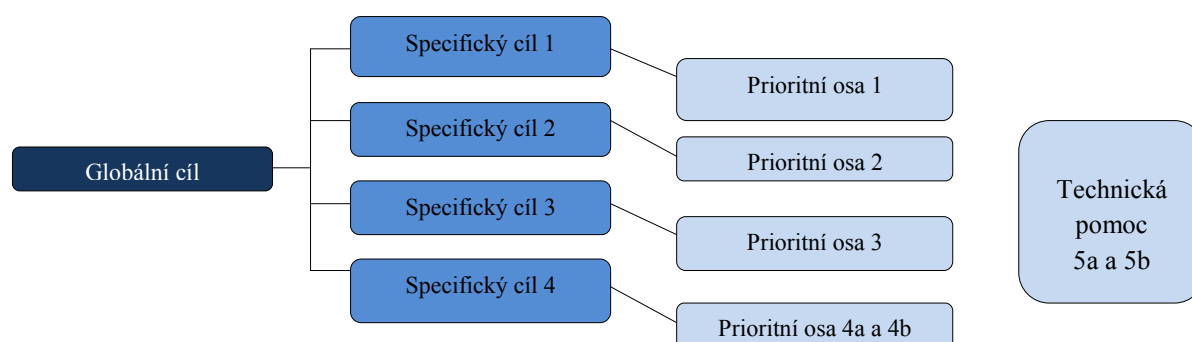 Globální cíl
Specifický cíl 1
Specifický cíl 2
Specifický cíl 3
Specifický cíl 4
Prioritní osa 1
Prioritní osa 2
Prioritní osa 3
Prioritní osa 4a a 4b
Technická
pomoc
5a a 5b